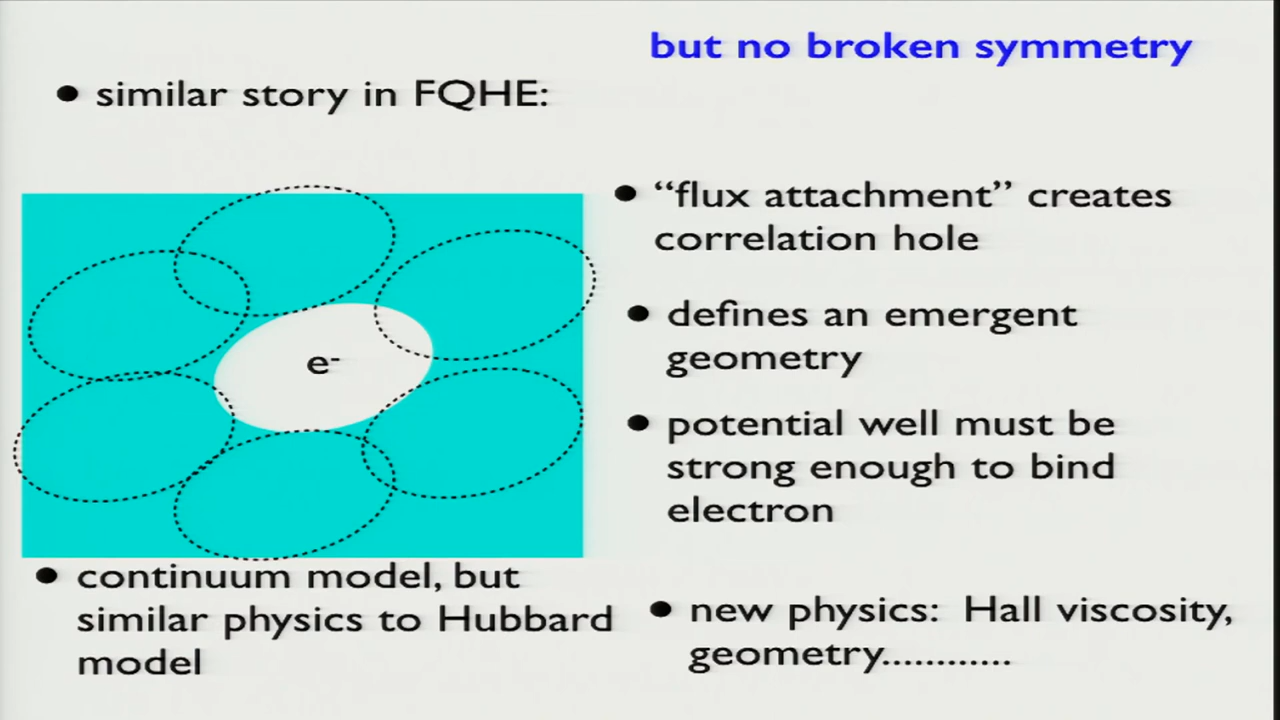 but no broken symmetry
• similar story in FQHE:
• “flux attachment” creates
correlation hole
• defines an emergent
geometry
e-
• potential well must be
strong enough to bind
electron
• continuum model, but
similar physics to Hubbard
model
• new physics: Hall viscosity,
geometry............